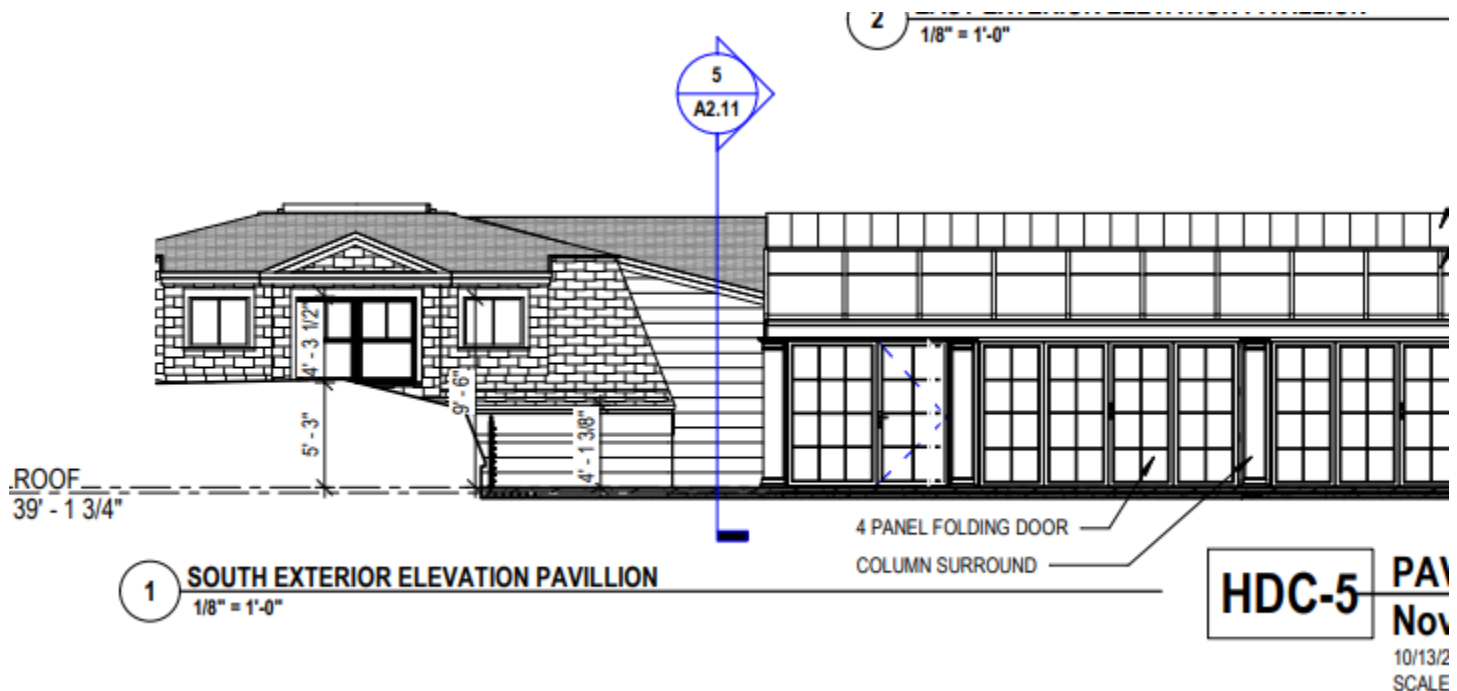 2
1/8" = 1'-0"
5
A2.11
4' - 3 1/2"
5' - 3"
9' - 6"
4' - 1 3/8"
ROOF
39' - 1 3/4"
4 PANEL FOLDING DOOR
COLUMN SURROUND
1
SOUTH EXTERIOR ELEVATION PAVILLION
1/8" = 1'-0"
HDC-5
PAV
Nov
10/13/2
SCALE